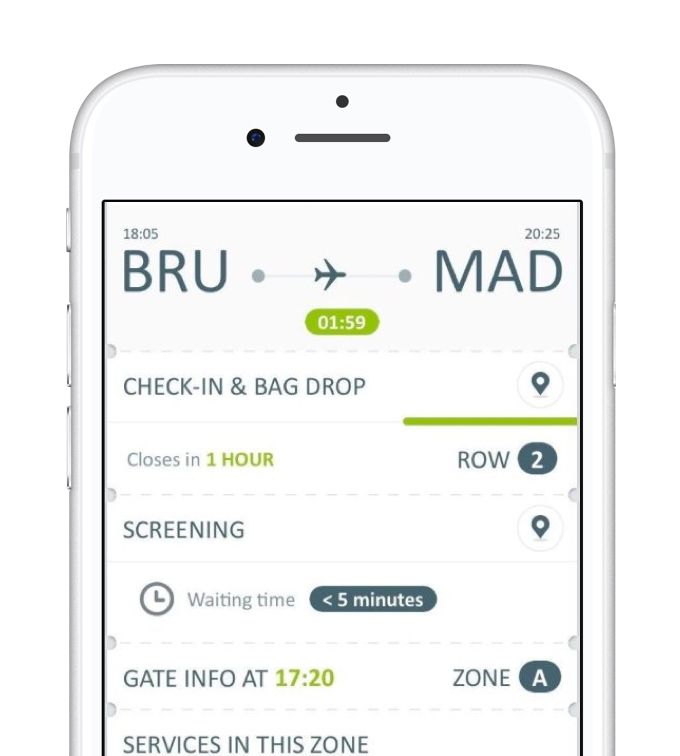 18:05 20:25
BRU MAD
01:59
CHECK-IN & BAG DROP
Closes in 1 HOUR ROW 2
SCREENING
Waiting time < 5 minutes
GATE INFO AT 17:20 ZONE A
SERVICES IN THIS ZONE